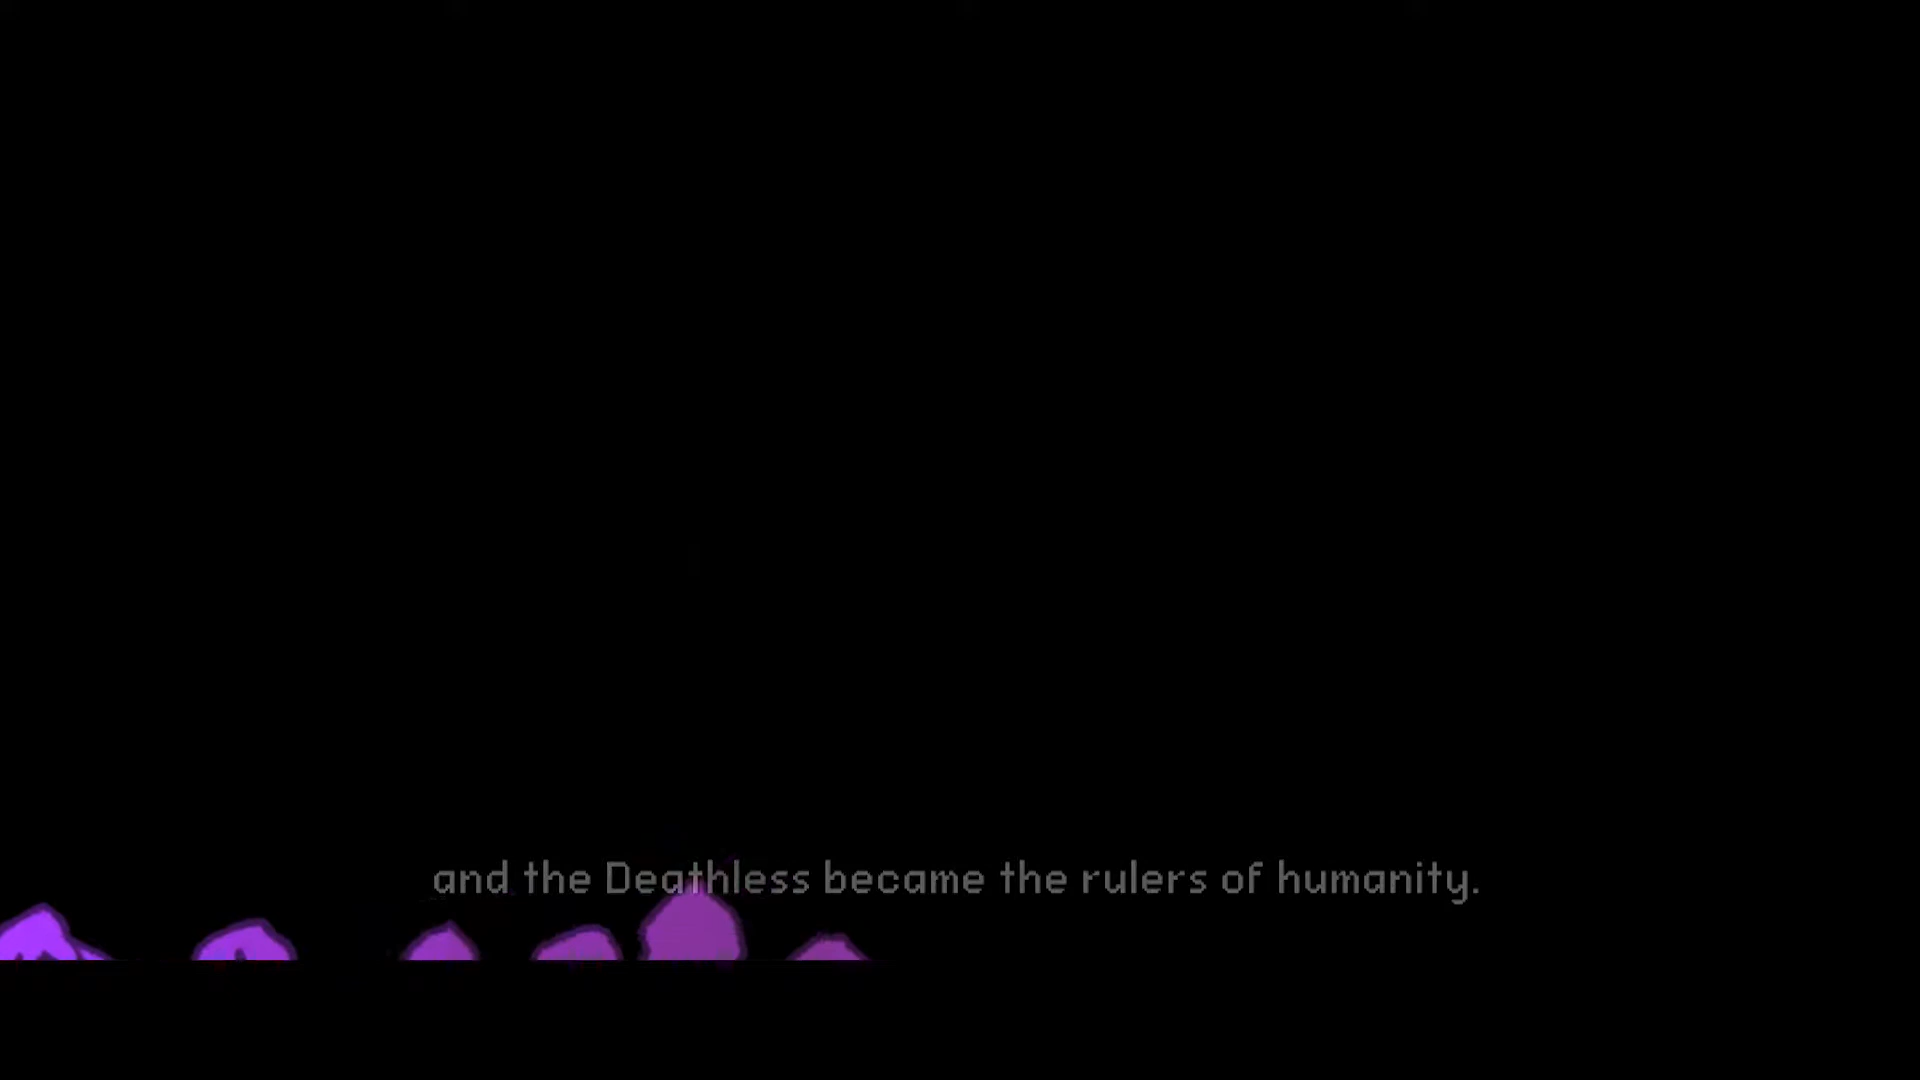 and the Deathless became the rulers of humanity.